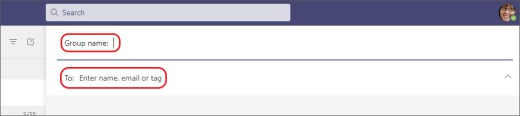 Search
Group name:
To: Enter name, email or tag
3/25